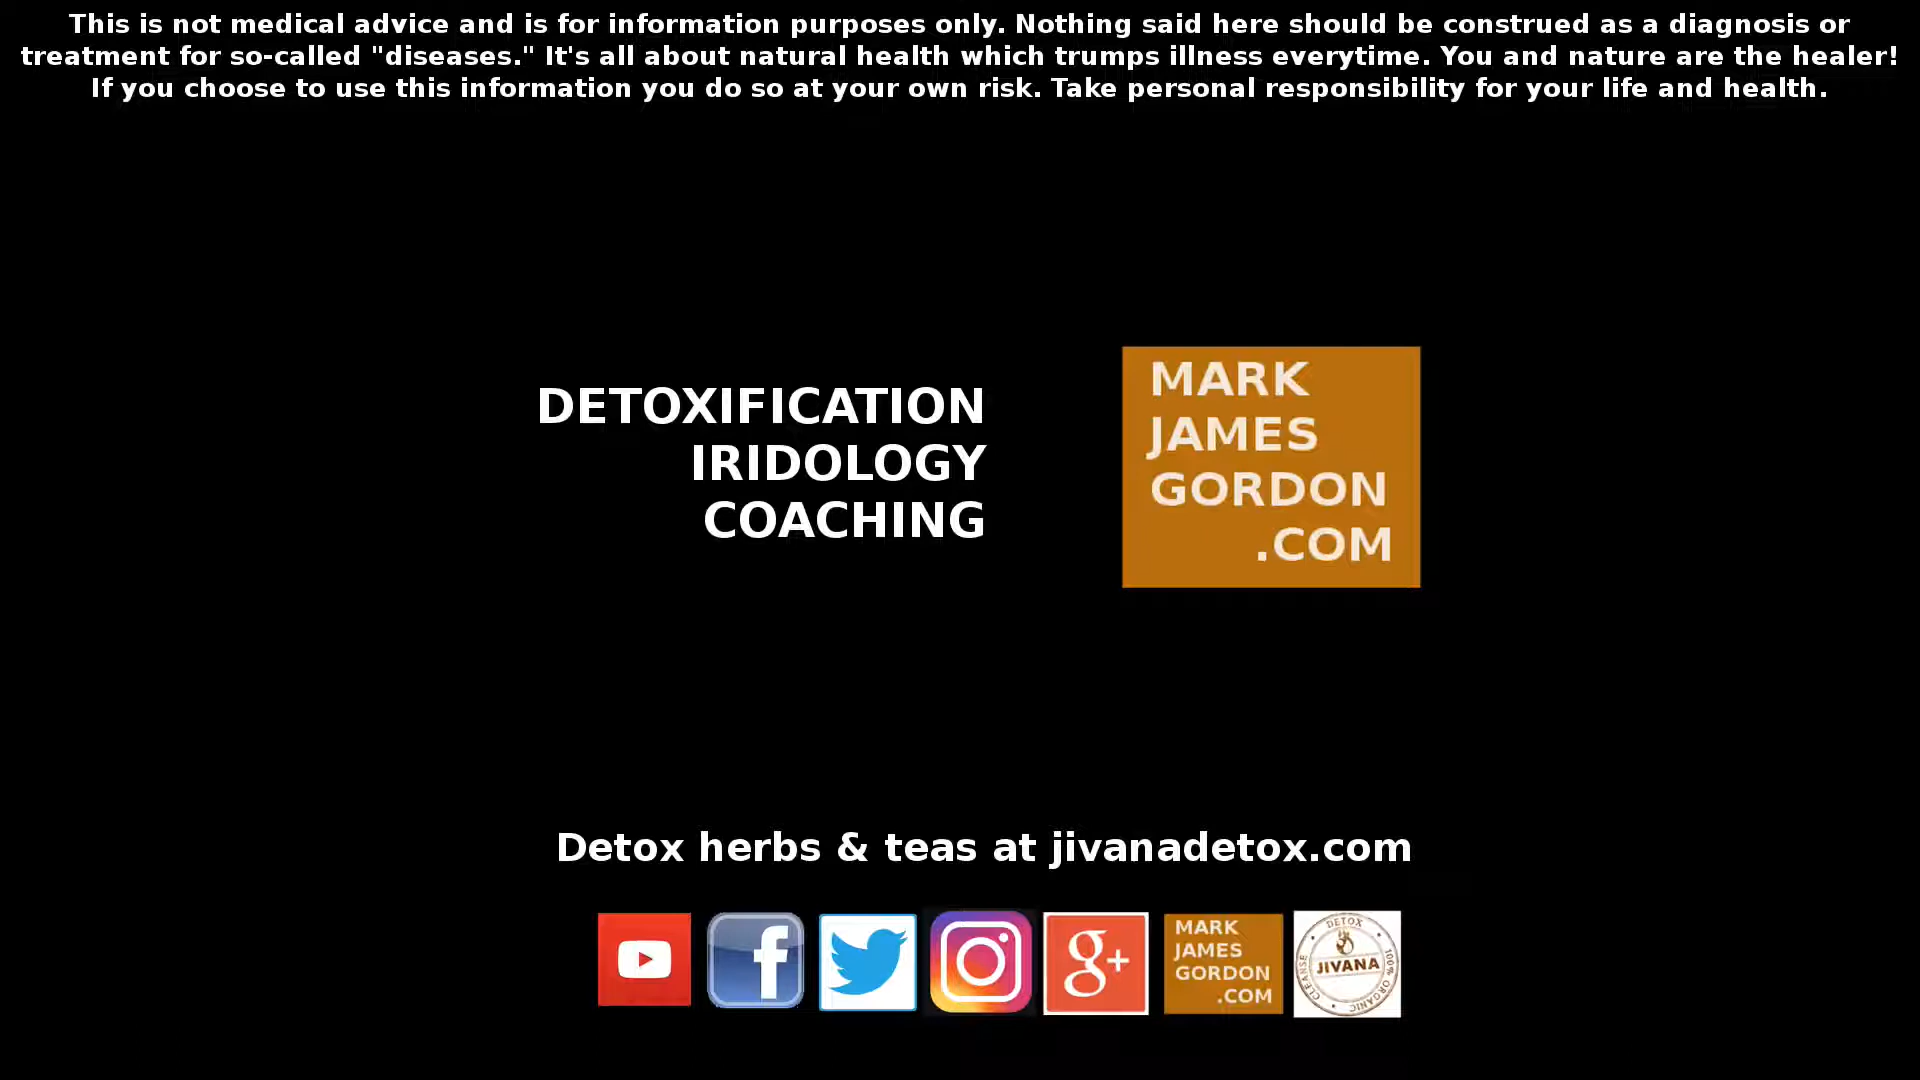 This is not medical advice and is for information purposes only. Nothing said here should be construed as a diagnosis or
treatment for so-called "diseases." It's all about natural health which trumps illness everytime. You and nature are the healer!
If you choose to use this information you do so at your own risk. Take personal responsibility for your life and health.
DETOXIFICATION
IRIDOLOGY
COACHING
MARK
JAMES
GORDON
.COM
Detox herbs & teas at jivanadetox.com
f
g+
MARK
JAMES
GORDON
.COM
DETOX
JIVANA
CLEANSE
100% ORGANIC